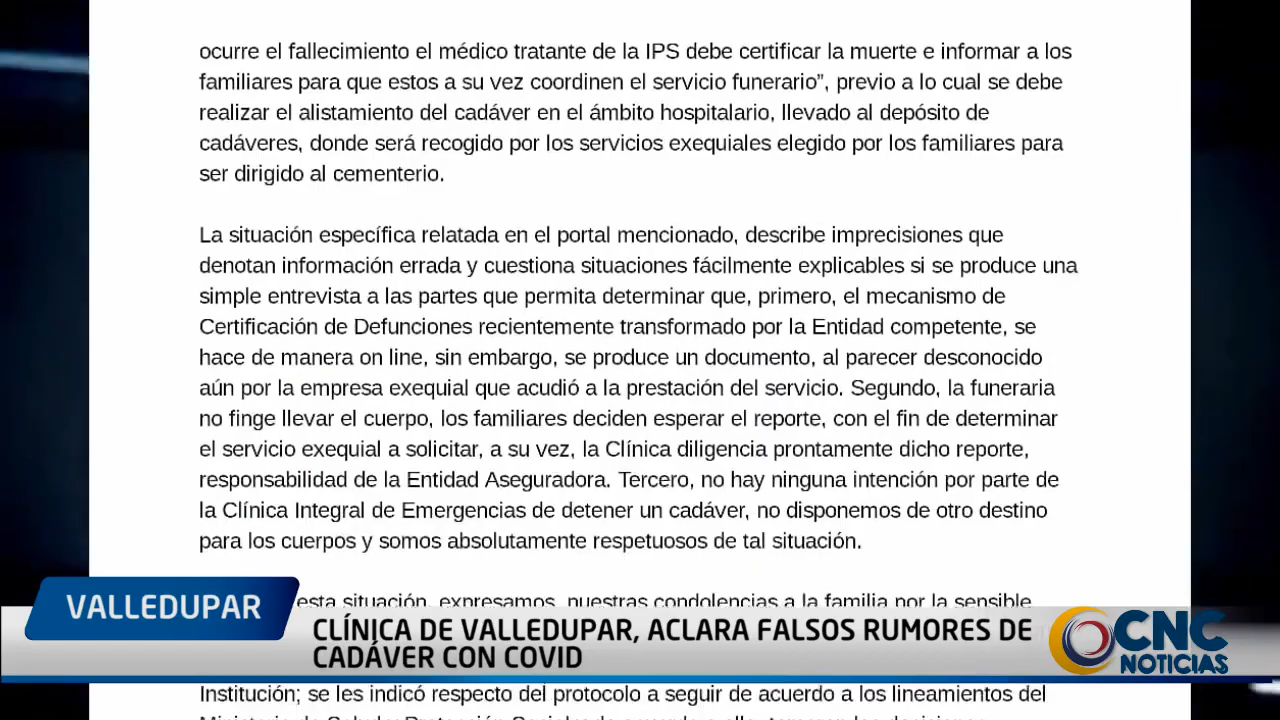 ocurre el fallecimiento el médico tratante de la IPS debe certificar la muerte e informar a los
familiares para que estos a su vez coordinen el servicio funerario”, previo a lo cual se debe
realizar el alistamiento del cadáver en el ámbito hospitalario, llevado al depósito de
cadáveres, donde será recogido por los servicios exequiales elegido por los familiares para
ser dirigido al cementerio.
La situación específica relatada en el portal mencionado, describe imprecisiones que
denotan información errada y cuestiona situaciones fácilmente explicables si se produce una
simple entrevista a las partes que permita determinar que, primero, el mecanismo de
Certificación de Defunciones recientemente transformado por la Entidad competente, se
hace de manera on line, sin embargo, se produce un documento, al parecer desconocido
aún por la empresa exequial que acudió a la prestación del servicio. Segundo, la funeraria
no finge llevar el cuerpo, los familiares deciden esperar el reporte, con el fin de determinar
el servicio exequial a solicitar, a su vez, la Clínica diligencia prontamente dicho reporte,
responsabilidad de la Entidad Aseguradora. Tercero, no hay ninguna intención por parte de
la Clínica Integral de Emergencias de detener un cadáver, no disponemos de otro destino
para los cuerpos y somos absolutamente respetuosos de tal situación.
esta situación, expresamos, nuestras condolencias a la familia por la sensible
VALLEDUPAR
CLÍNICA DE VALLEDUPAR, ACLARA FALSOS RUMORES DE
CADÁVER CON COVID
CNC
NOTICIAS
Institución; se les indicó respecto del protocolo a seguir de acuerdo a los lineamientos del